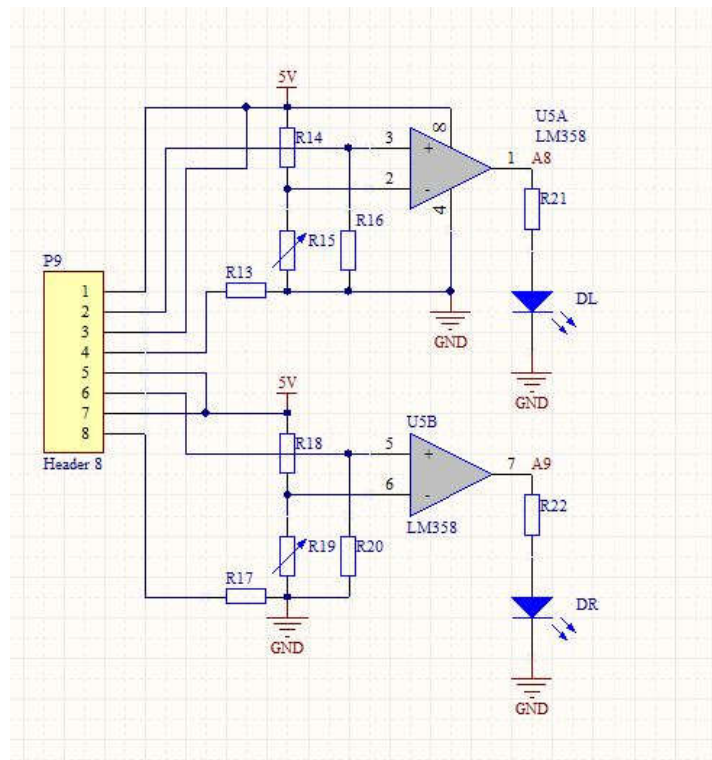 5V
U5A
LM358
R14
3
8
+
1
A8
2
-
4
R21
R16
R15
P9
R13
DL
1
2
3
4
5
6
7
8
GND
5V
GND
U5B
R18
5
+
7
A9
6
-
Header 8
R22
LM358
R19
R20
R17
DR
GND
GND